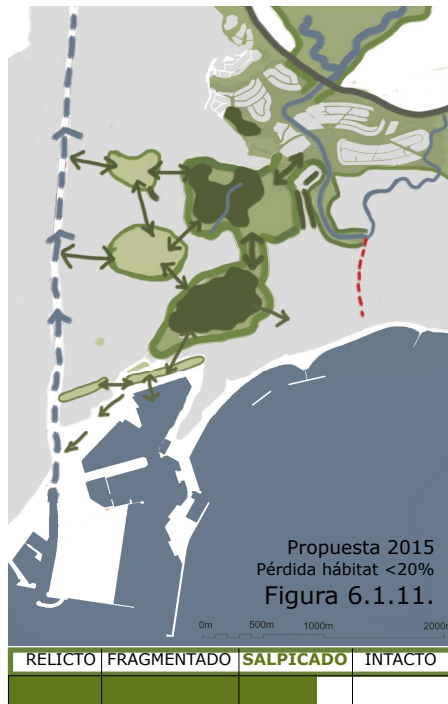 Propuesta 2015
Pérdida hábitat <20%
Figura 6.1.11.
0m 500m 1000m 2000m
RELICTO FRAGMENTADO SALPICADO INTACTO